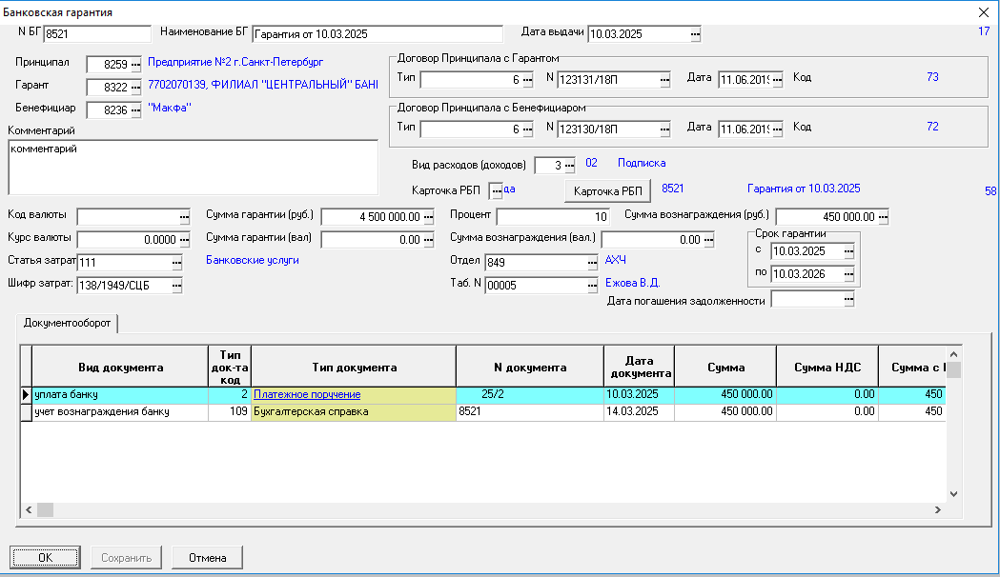 Банковская гарантия
N БГ 8521 Наименование БГ Гарантия от 10.03.2025 Дата выдачи 10.03.2025 ... 17
Принципал 8259 ... Предприятие №2 г.Санкт-Петербург
Гарант 8322 ... 7702070139, ФИЛИАЛ "ЦЕНТРАЛЬНЫЙ" БАН
Бенефициар 8236 ... "Макфа"
Договор Принципала с Гарантом
Тип 6 ... N 123131/18П ... Дата 11.06.2019 ... Код 73
Договор Принципала с Бенефициаром
Тип 6 ... N 123130/18П ... Дата 11.06.2019 ... Код 72
Комментарий
комментарий
Вид расходов (доходов) 3 ... 02 Подписка
Карточка РБП ... да Карточка РБП 8521 Гарантия от 10.03.2025 58
Код валюты ... Сумма гарантии (руб.) 4 500 000.00 ... Процент 10 Сумма вознаграждения (руб.) 450 000.00 ...
Курс валюты 0.0000 ... Сумма гарантии (вал) 0.00 ... Сумма вознаграждения (вал.) 0.00 ...
Срок гарантии
с 10.03.2025 ...
по 10.03.2026 ...
Статья затрат 111 ... Банковские услуги Отдел 849 ... АХЧ
Шифр затрат: 138/1949/СЦБ ... Таб. N 00005 ... Ежова В.Д.
Дата погашения задолженности ...
Документооборот
Вид документа Тип док-та код Тип документа N документа Дата документа Сумма Сумма НДС Сумма с
уплата банку 2 Платежное поручение 25/2 10.03.2025 450 000.00 0.00 450
учет вознаграждения банку 109 Бухгалтерская справка 8521 14.03.2025 450 000.00 0.00 450
OK Сохранить Отмена